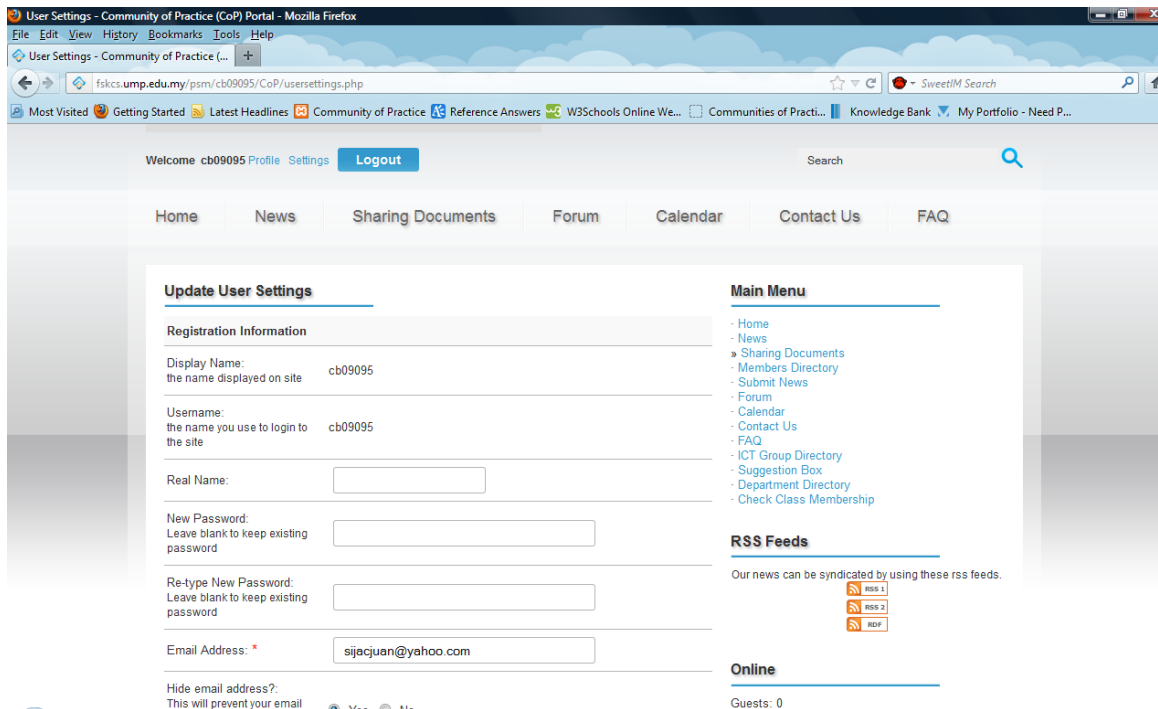 User Settings - Community of Practice (CoP) Portal - Mozilla Firefox
File Edit View History Bookmarks Tools Help
User Settings - Community of Practice (... +
fskcs.ump.edu.my/psm/cb09095/CoP/usersettings.php
SweetIM Search
Most Visited Getting Started Latest Headlines Community of Practice Reference Answers W3Schools Online We... Communities of Practi... Knowledge Bank My Portfolio - Need P...
Welcome cb09095 Profile Settings Logout
Search
Home News Sharing Documents Forum Calendar Contact Us FAQ
Update User Settings
Registration Information
Display Name:
the name displayed on site
cb09095
Username:
the name you use to login to
the site
cb09095
Real Name:
New Password:
Leave blank to keep existing
password
Re-type New Password:
Leave blank to keep existing
password
Email Address: *
sijacjuan@yahoo.com
Hide email address?:
This will prevent your email
Yes No
Main Menu
· Home
· News
» Sharing Documents
· Members Directory
· Submit News
· Forum
· Calendar
· Contact Us
· FAQ
· ICT Group Directory
· Suggestion Box
· Department Directory
· Check Class Membership
RSS Feeds
Our news can be syndicated by using these rss feeds.
RSS 1
RSS 2
RDF
Online
Guests: 0